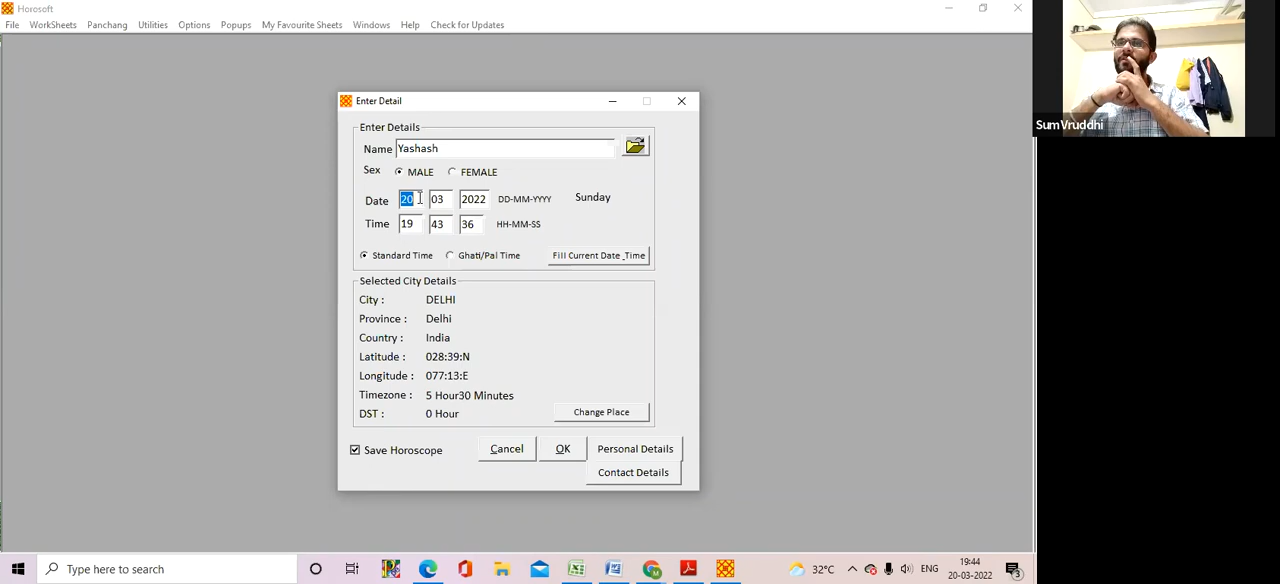 Horosoft
File WorkSheets Panchang Utilities Options Popups My Favourite Sheets Windows Help Check for Updates
Enter Detail
Enter Details
Name Yashash
Sex MALE FEMALE
Date 20 03 2022 DD-MM-YYYY Sunday
Time 19 43 36 HH-MM-SS
Standard Time Ghati/Pal Time Fill Current Date_Time
Selected City Details
City : DELHI
Province : Delhi
Country : India
Latitude : 028:39:N
Longitude : 077:13:E
Timezone : 5 Hour30 Minutes
DST : 0 Hour
Change Place
Save Horoscope Cancel OK Personal Details
Contact Details
SumVruddhi
Type here to search
32°C ENG 19:44
20-03-2022